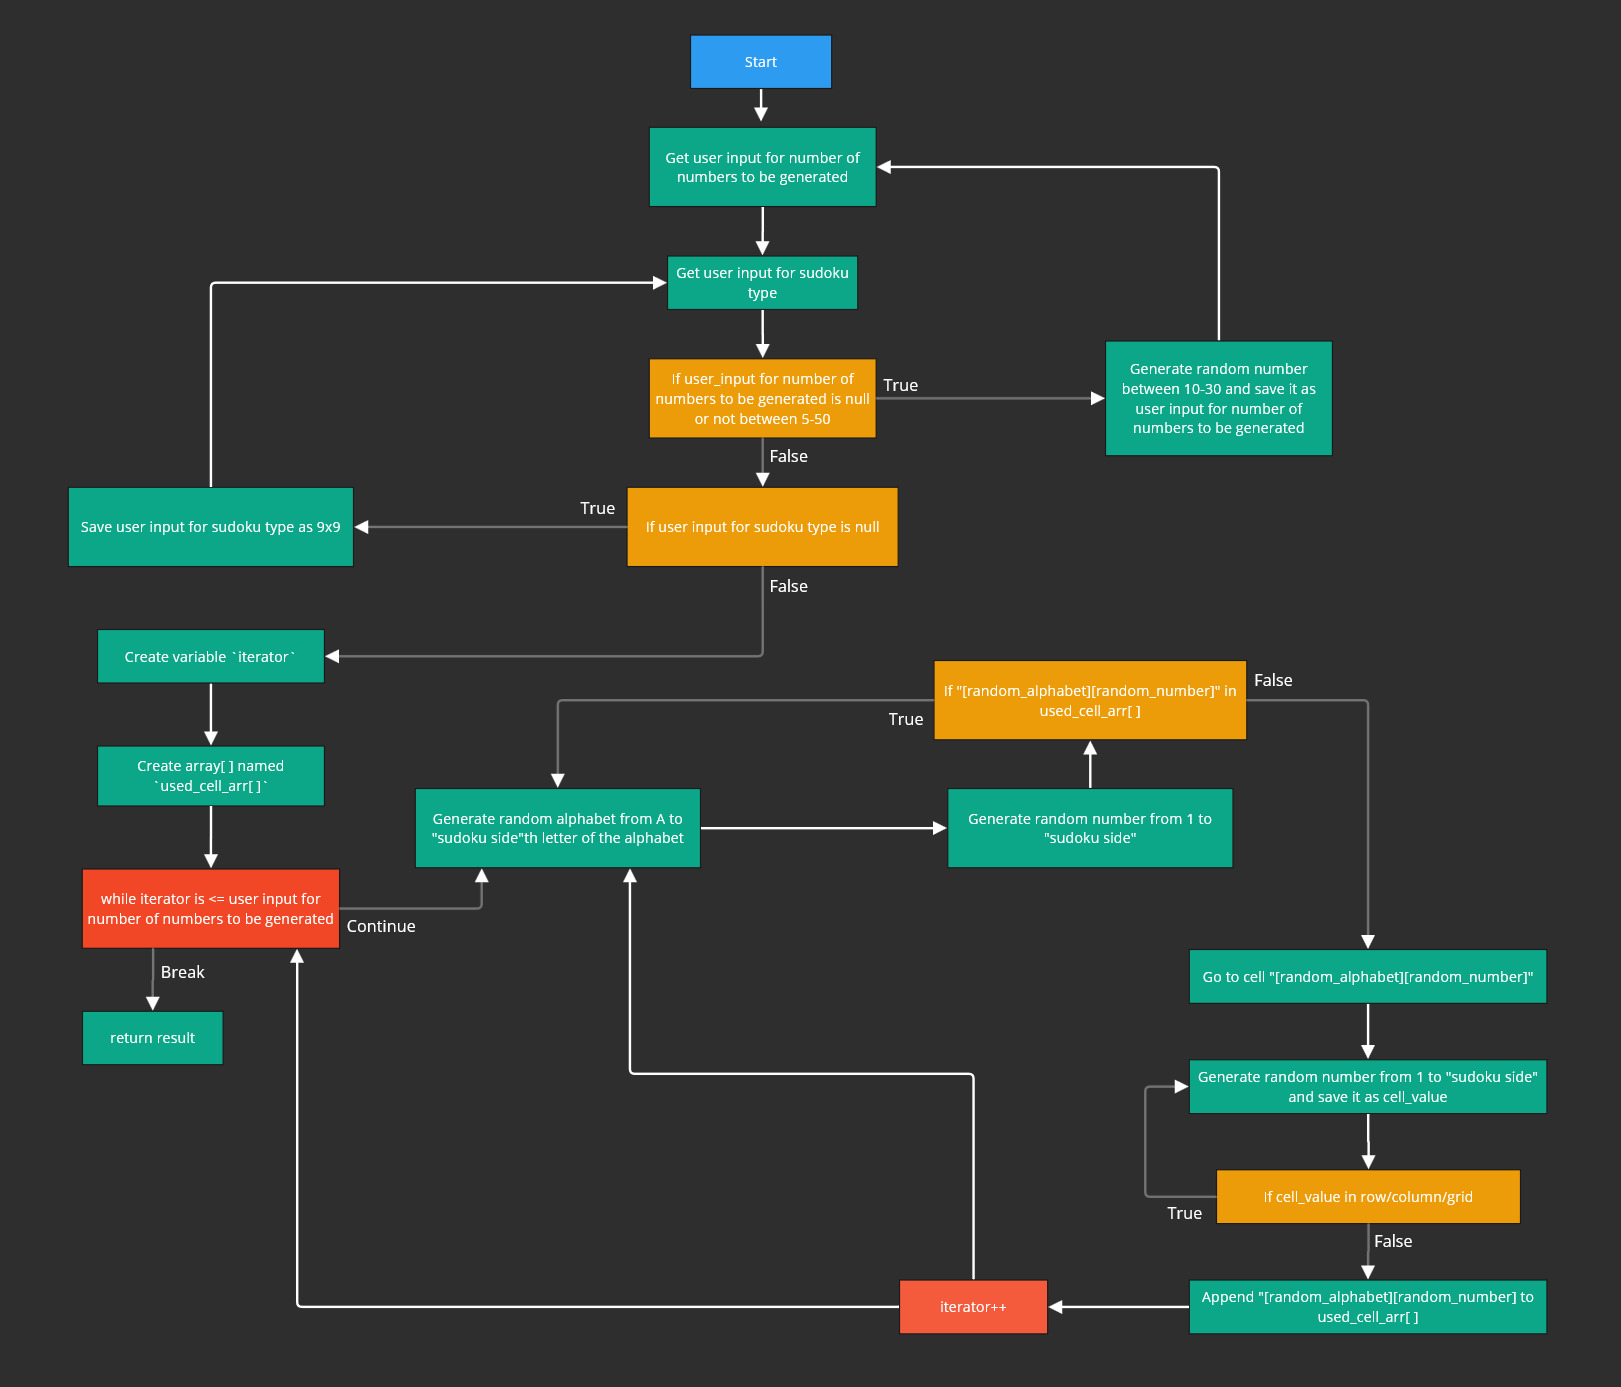 Start
Get user input for number of
numbers to be generated
Get user input for sudoku
type
If user_input for number of
numbers to be generated is null
or not between 5-50
True
Generate random number
between 10-30 and save it as
user input for number of
numbers to be generated
False
If user input for sudoku type is null
True
Save user input for sudoku type as 9x9
False
Create variable `iterator`
Create array[ ] named
`used_cell_arr[ ]`
while iterator is <= user input for
number of numbers to be generated
Continue
Break
return result
Generate random alphabet from A to
"sudoku side"th letter of the alphabet
Generate random number from 1 to
"sudoku side"
If "[random_alphabet][random_number]" in
used_cell_arr[ ]
True
False
Go to cell "[random_alphabet][random_number]"
Generate random number from 1 to "sudoku side"
and save it as cell_value
If cell_value in row/column/grid
True
False
Append "[random_alphabet][random_number] to
used_cell_arr[ ]
iterator++